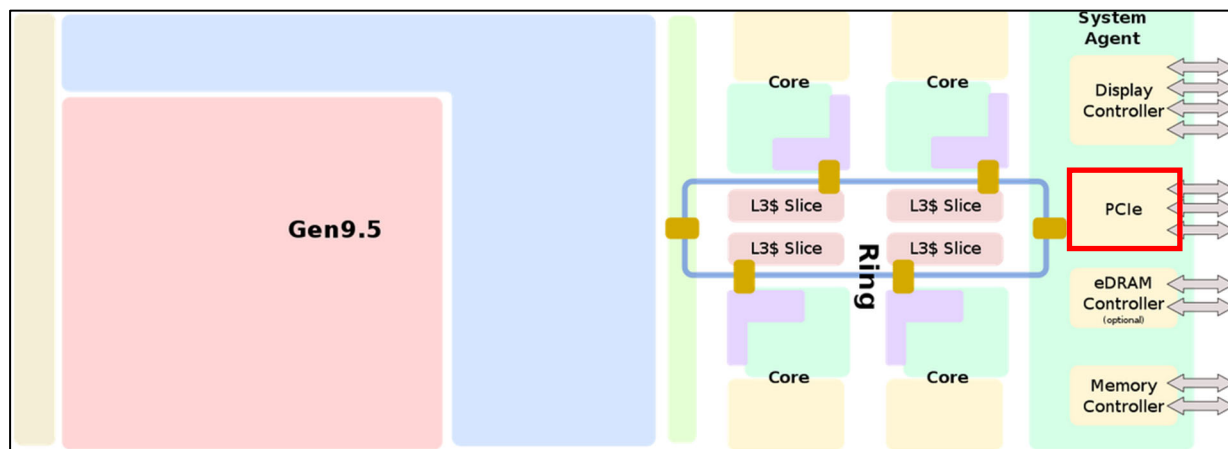 System
Agent
Core
Core
Display
Controller
Gen9.5
L3$ Slice
L3$ Slice
PCIe
L3$ Slice
L3$ Slice
Ring
eDRAM
Controller
(optional)
Core
Core
Memory
Controller